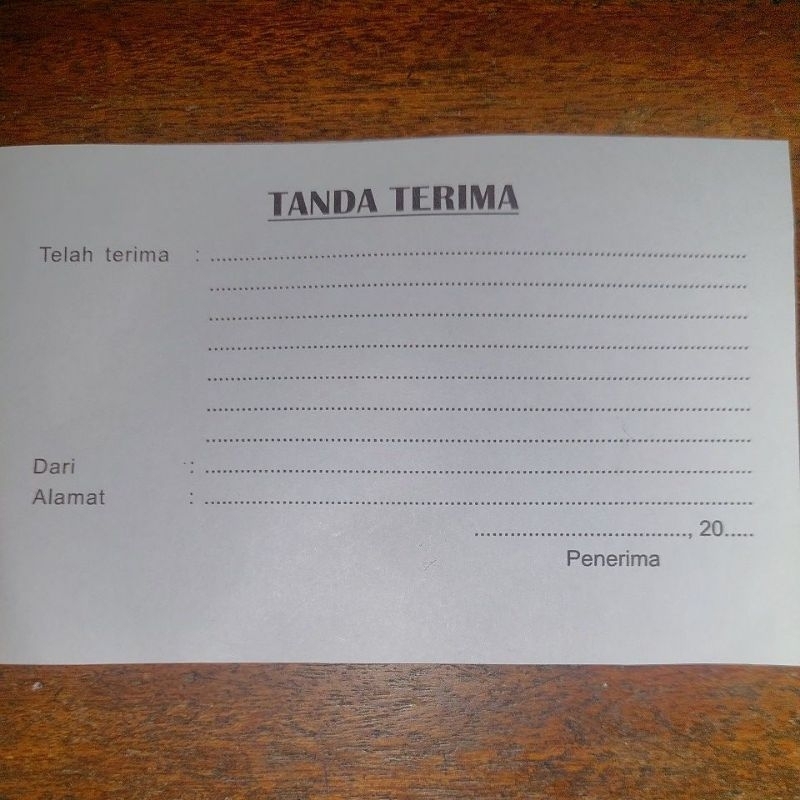 TANDA TERIMA
Telah terima : ........................................................................................
........................................................................................
........................................................................................
........................................................................................
........................................................................................
........................................................................................
........................................................................................
Dari : ........................................................................................
Alamat : ........................................................................................
...................................., 20.....
Penerima